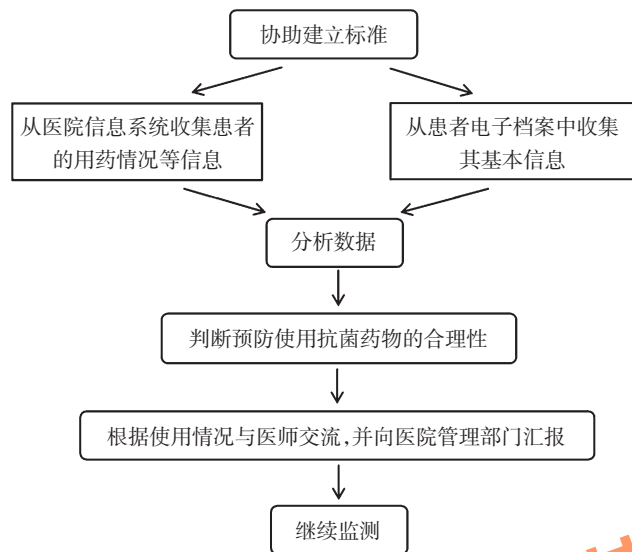 协助建立标准
从医院信息系统收集患者
的用药情况等信息
从患者电子档案中收集
其基本信息
分析数据
判断预防使用抗菌药物的合理性
根据使用情况与医师交流,并向医院管理部门汇报
继续监测